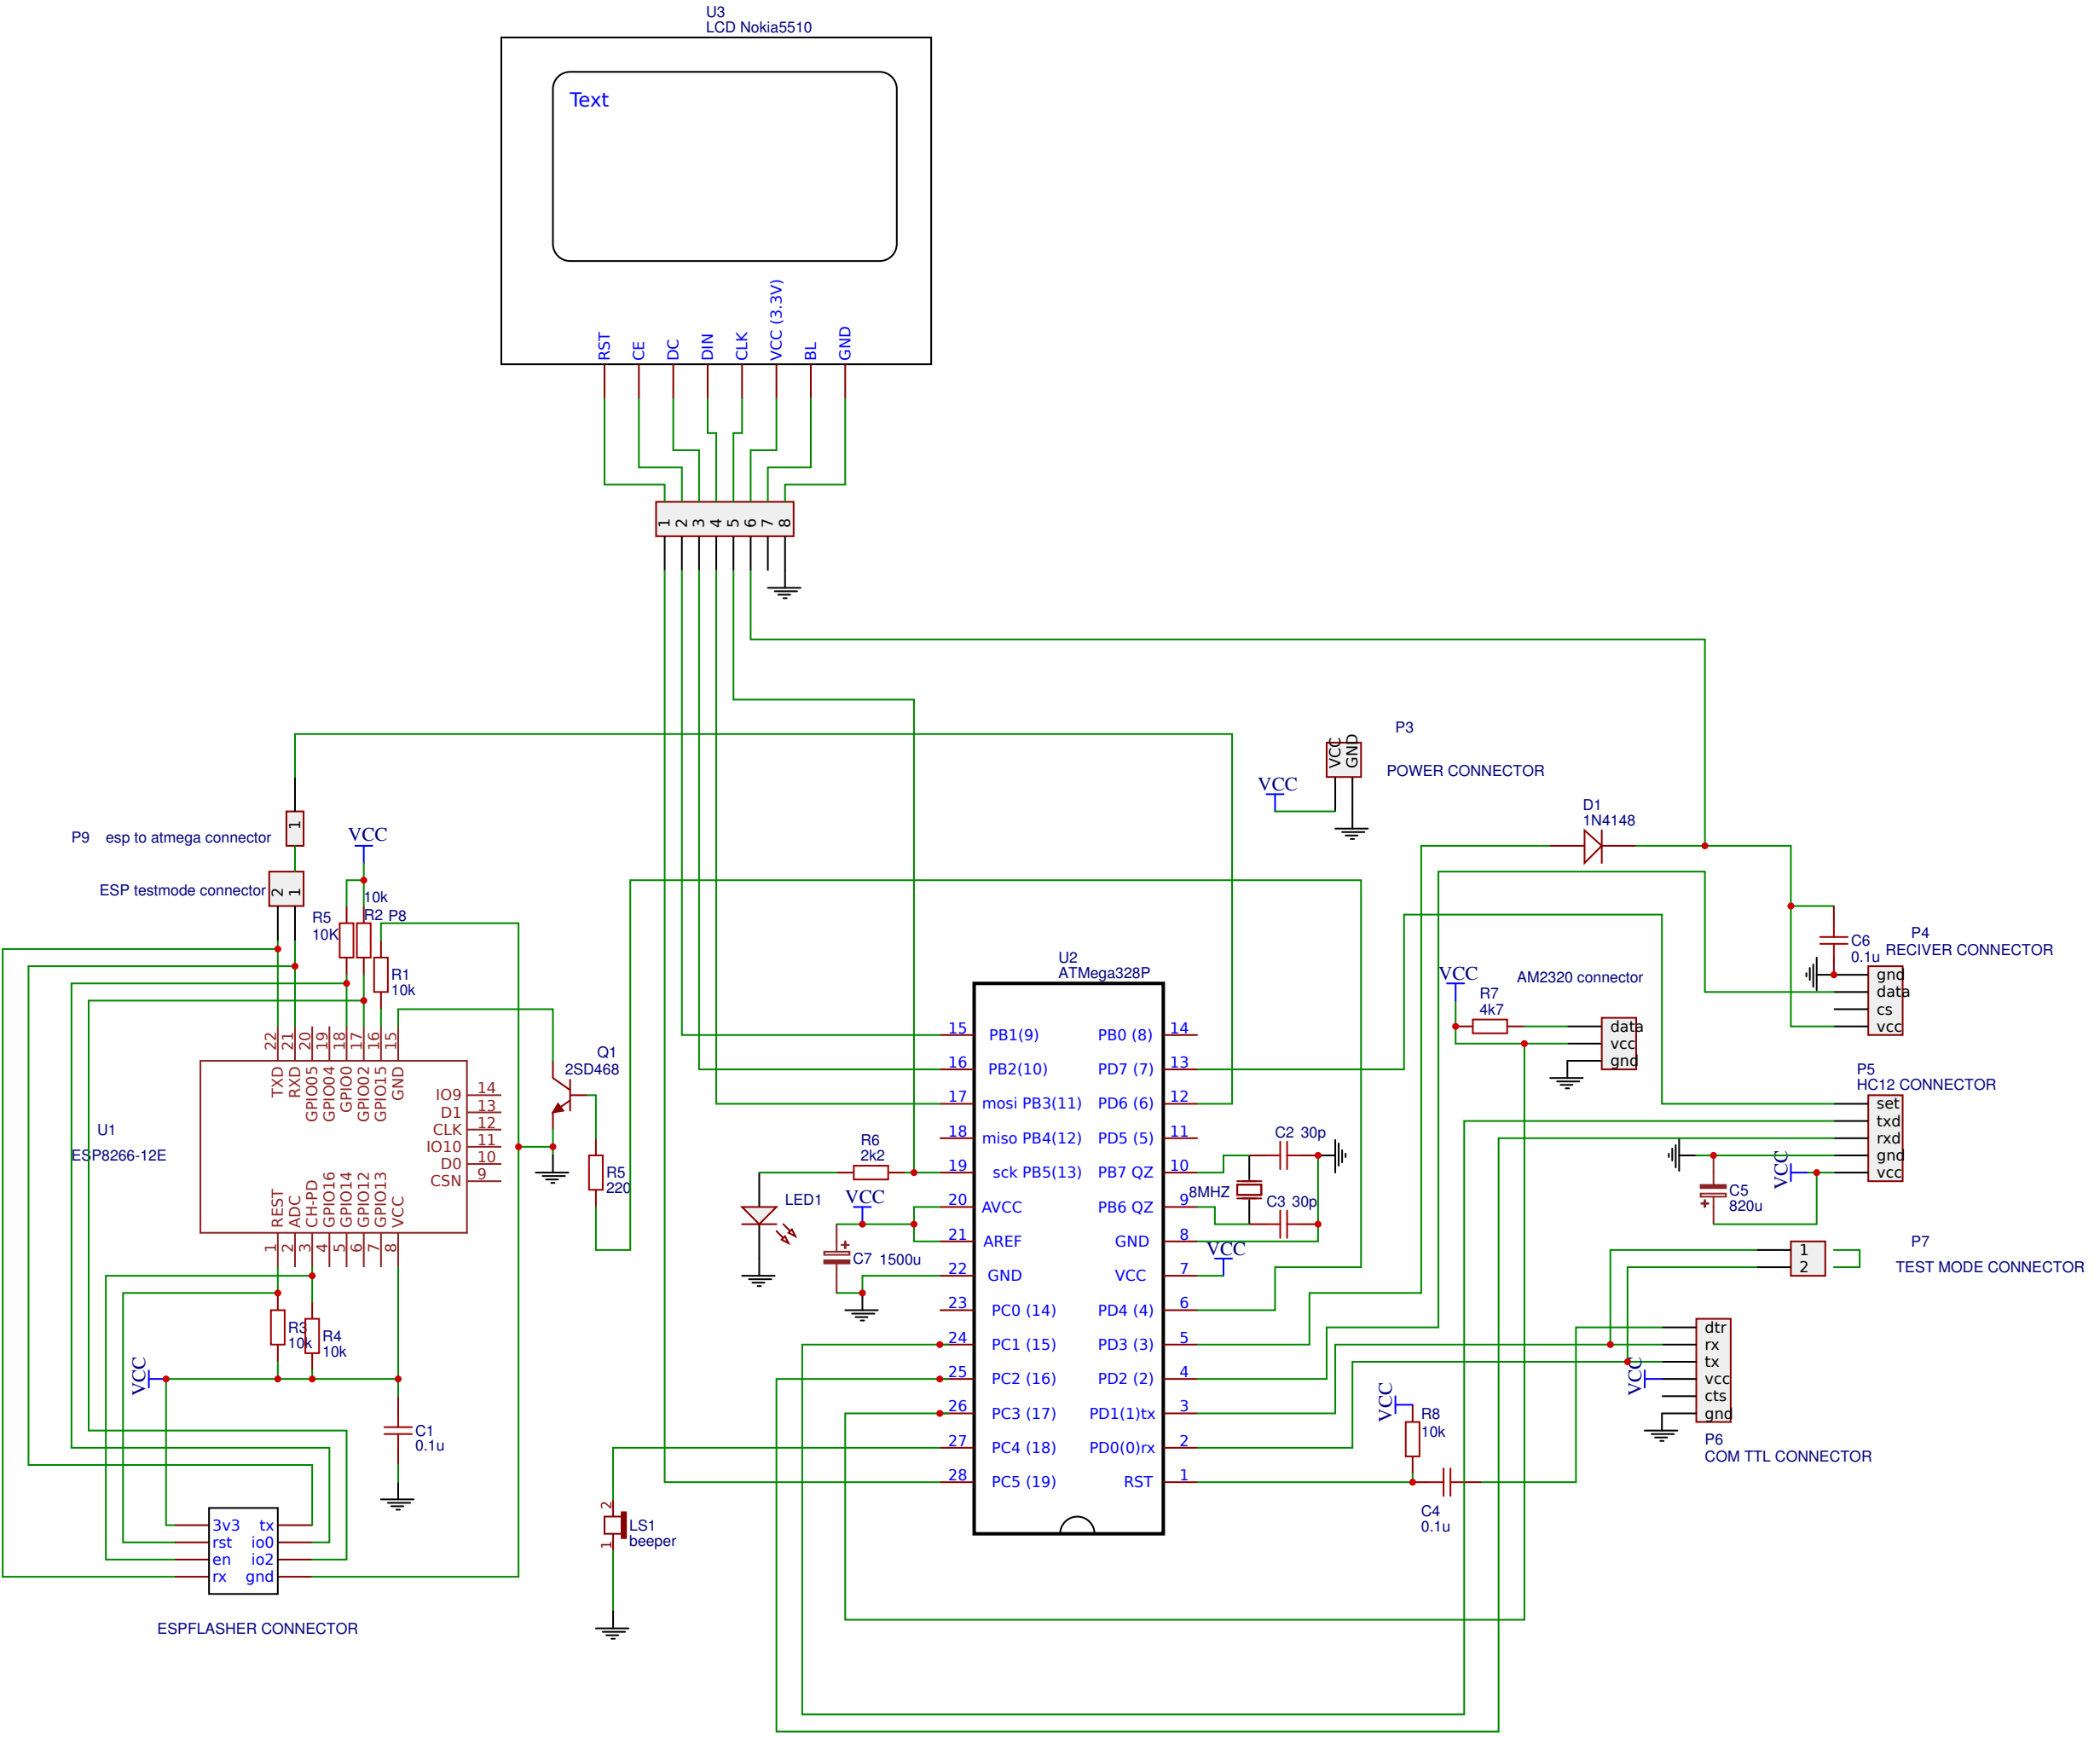 U3
LCD Nokia5510
Text
RST
CE
DC
DIN
CLK
VCC (3.3V)
BL
GND
1
2
3
4
5
6
7
8
P3
VCC
GND
POWER CONNECTOR
VCC
D1
1N4148
P9 esp to atmega connector
1
VCC
ESP testmode connector
2
1
10k
R5
10K
R2 P8
R1
10k
22
21
20
19
18
17
16
15
TXD
RXD
GPIO05
GPIO04
GPIO0
GPIO02
GPIO15
GND
IO9 14
D1 13
CLK 12
IO10 11
D0 10
CSN 9
U1
ESP8266-12E
REST
ADC
CH-PD
GPIO16
GPIO14
GPIO12
GPIO13
VCC
1
2
3
4
5
6
7
8
Q1
2SD468
R5
220
R3
10k
R4
10k
VCC
C1
0.1u
3v3 tx
rst io0
en io2
rx gnd
ESPFLASHER CONNECTOR
LS1
beeper
2
1
R6
2k2
LED1
VCC
C7 1500u
+
U2
ATMega328P
15 PB1(9) PB0 (8) 14
16 PB2(10) PD7 (7) 13
17 mosi PB3(11) PD6 (6) 12
18 miso PB4(12) PD5 (5) 11
19 sck PB5(13) PB7 QZ 10
20 AVCC PB6 QZ 9
21 AREF GND 8
22 GND VCC 7
23 PC0 (14) PD4 (4) 6
24 PC1 (15) PD3 (3) 5
25 PC2 (16) PD2 (2) 4
26 PC3 (17) PD1(1)tx 3
27 PC4 (18) PD0(0)rx 2
28 PC5 (19) RST 1
C2 30p
8MHZ
C3 30p
VCC
VCC
R7
4k7
AM2320 connector
data
vcc
gnd
C6
0.1u
P4
RECIVER CONNECTOR
gnd
data
cs
vcc
P5
HC12 CONNECTOR
set
txd
rxd
gnd
vcc
VCC
C5
820u
+
P7
1
2
TEST MODE CONNECTOR
dtr
rx
tx
vcc
cts
gnd
VCC
P6
COM TTL CONNECTOR
VCC
R8
10k
C4
0.1u